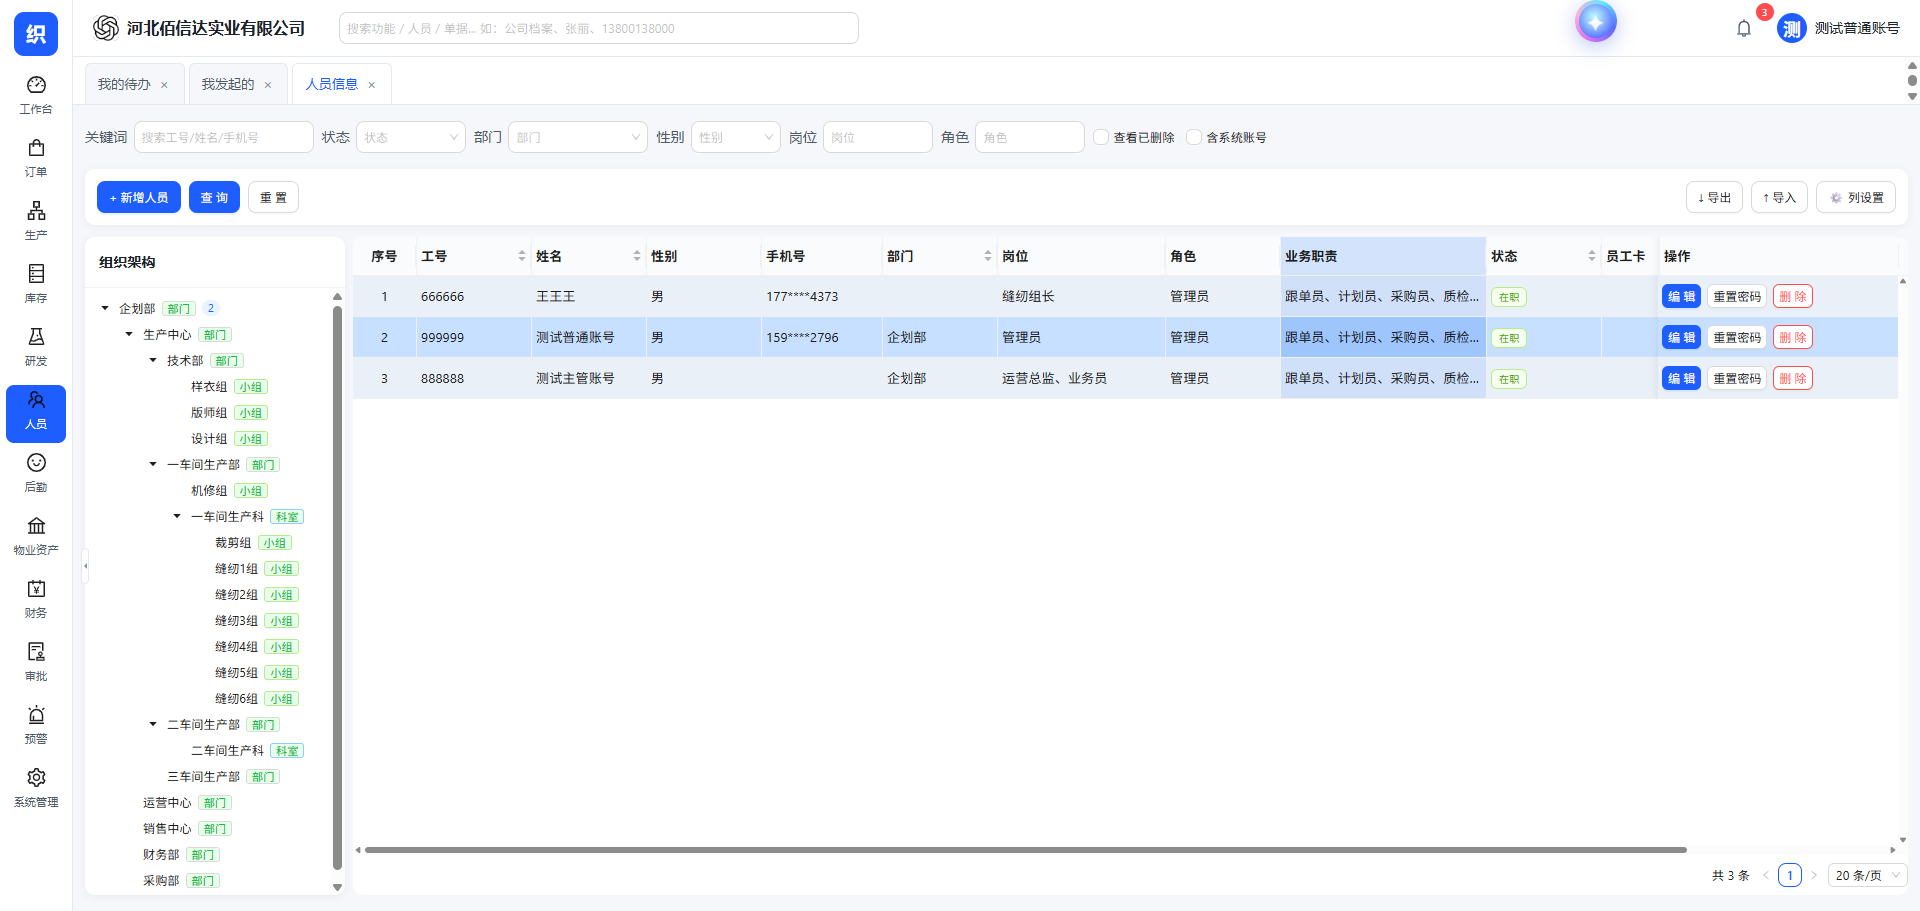 织
河北佰信达实业有限公司
搜索功能 / 人员 / 单据... 如：公司档案、张丽、13800138000
3
测
测试普通账号
工作台
订单
生产
库存
研发
人员
后勤
物业资产
财务
审批
预警
系统管理
我的待办 ×
我发起的 ×
人员信息 ×
关键词 搜索工号/姓名/手机号 状态 状态 部门 部门 性别 性别 岗位 岗位 角色 角色 查看已删除 含系统账号
+ 新增人员 查 询 重 置 ↓ 导出 ↑ 导入 列设置
组织架构
企划部 部门 2
生产中心 部门
技术部 部门
样衣组 小组
版师组 小组
设计组 小组
一车间生产部 部门
机修组 小组
一车间生产科 科室
裁剪组 小组
缝纫1组 小组
缝纫2组 小组
缝纫3组 小组
缝纫4组 小组
缝纫5组 小组
缝纫6组 小组
二车间生产部 部门
二车间生产科 科室
三车间生产部 部门
运营中心 部门
销售中心 部门
财务部 部门
采购部 部门
序号 工号 姓名 性别 手机号 部门 岗位 角色 业务职责 状态 员工卡 操作
1 666666 王王王 男 177****4373 缝纫组长 管理员 跟单员、计划员、采购员、质检... 在职 编 辑 重置密码 删 除
2 999999 测试普通账号 男 159****2796 企划部 管理员 管理员 跟单员、计划员、采购员、质检... 在职 编 辑 重置密码 删 除
3 888888 测试主管账号 男 企划部 运营总监、业务员 管理员 跟单员、计划员、采购员、质检... 在职 编 辑 重置密码 删 除
共 3 条 < 1 > 20 条/页